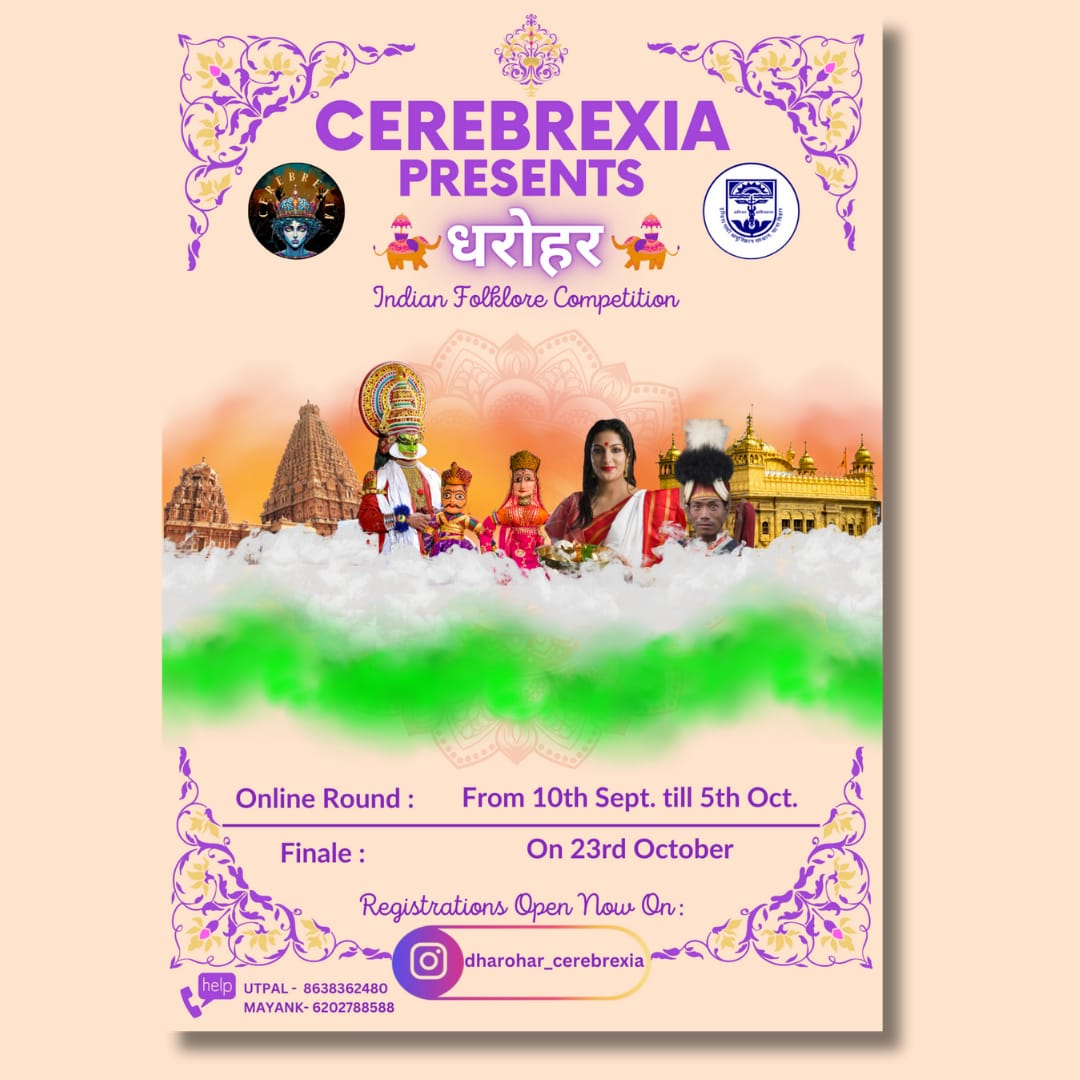 CEREBREXIA
PRESENTS
CEREBREXIA
धरोहर
Indian Folklore Competition
Online Round : From 10th Sept. till 5th Oct.
Finale : On 23rd October
Registrations Open Now On :
dharohar_cerebrexia
help
UTPAL - 8638362480
MAYANK- 6202788588